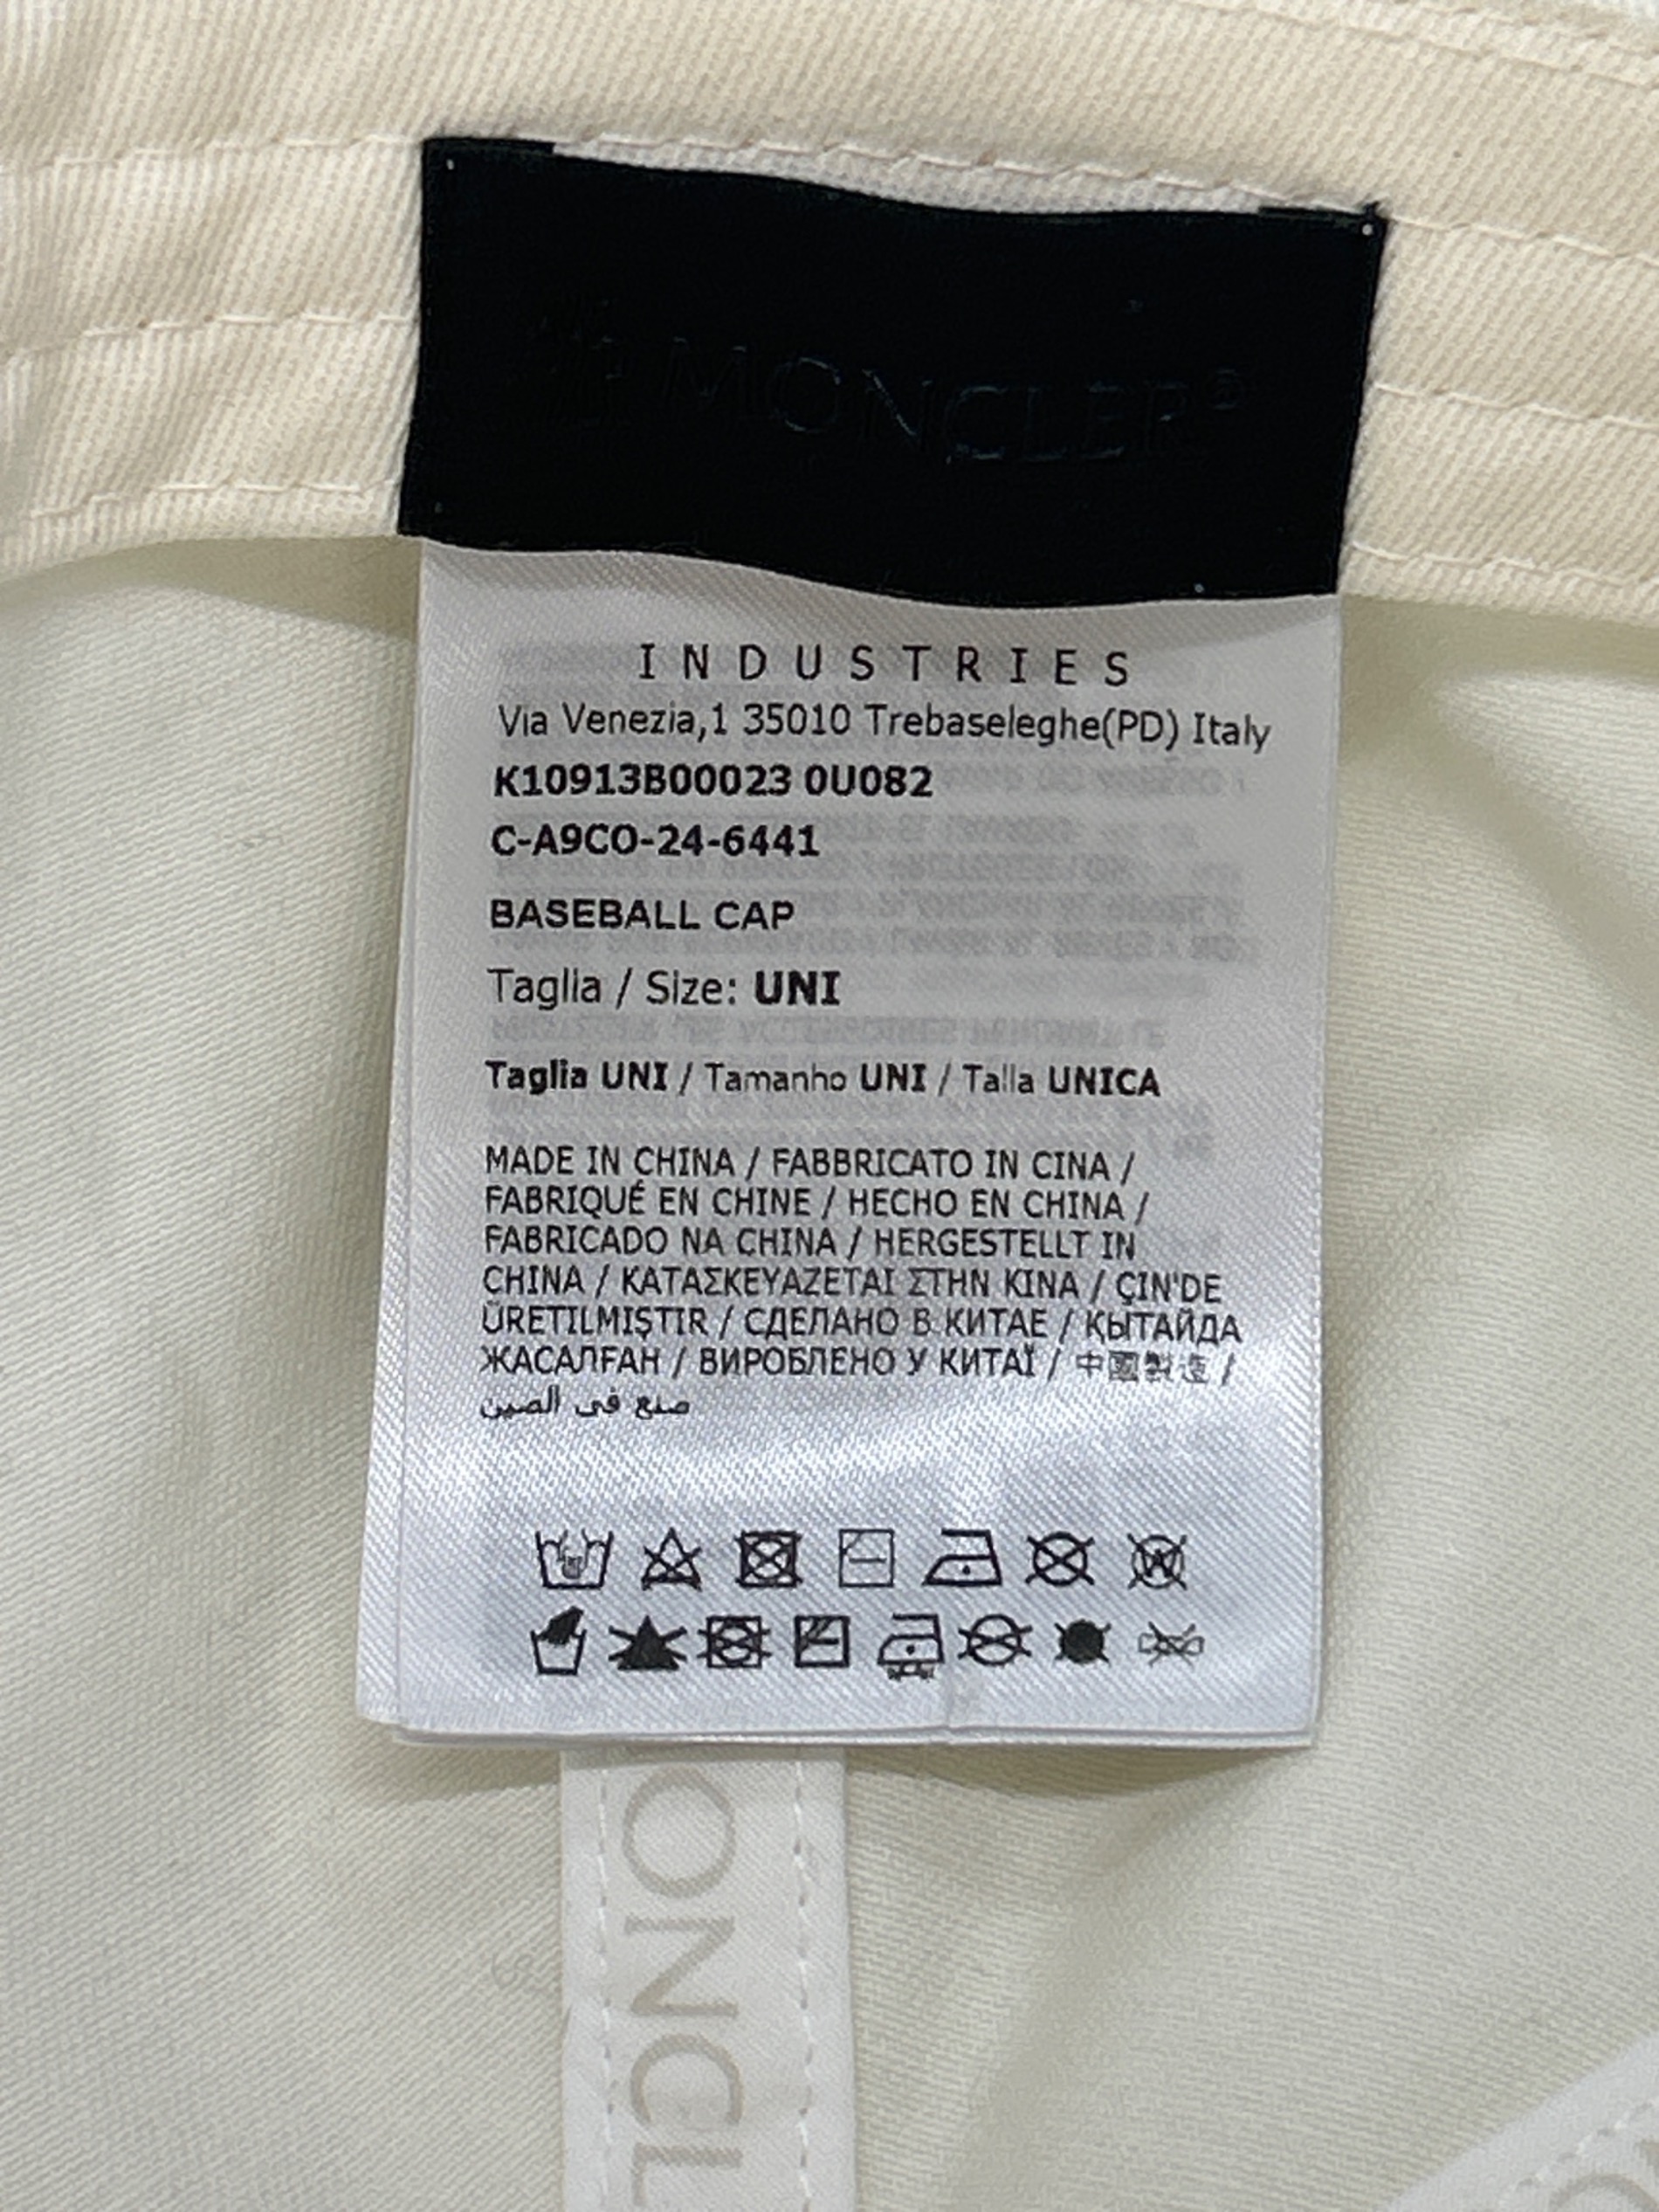 MONCLER®
INDUSTRIES
Via Venezia,1 35010 Trebaseleghe(PD) Italy
K10913B00023 0U082
C-A9CO-24-6441
BASEBALL CAP
Taglia / Size: UNI
Taglia UNI / Tamanho UNI / Talla UNICA
MADE IN CHINA / FABBRICATO IN CINA /
FABRIQUÉ EN CHINE / HECHO EN CHINA /
FABRICADO NA CHINA / HERGESTELLT IN
CHINA / ΚΑΤΑΣΚΕΥΑΖΕΤΑΙ ΣΤΗΝ ΚΙΝΑ / ÇIN'DE
ÜRETILMIŞTIR / СДЕЛАНО В КИТАЕ / ҚЫТАЙДА
ЖАСАЛҒАН / ВИРОБЛЕНО У КИТАЇ / 中國製造 /
صنع في الصين
ONCL